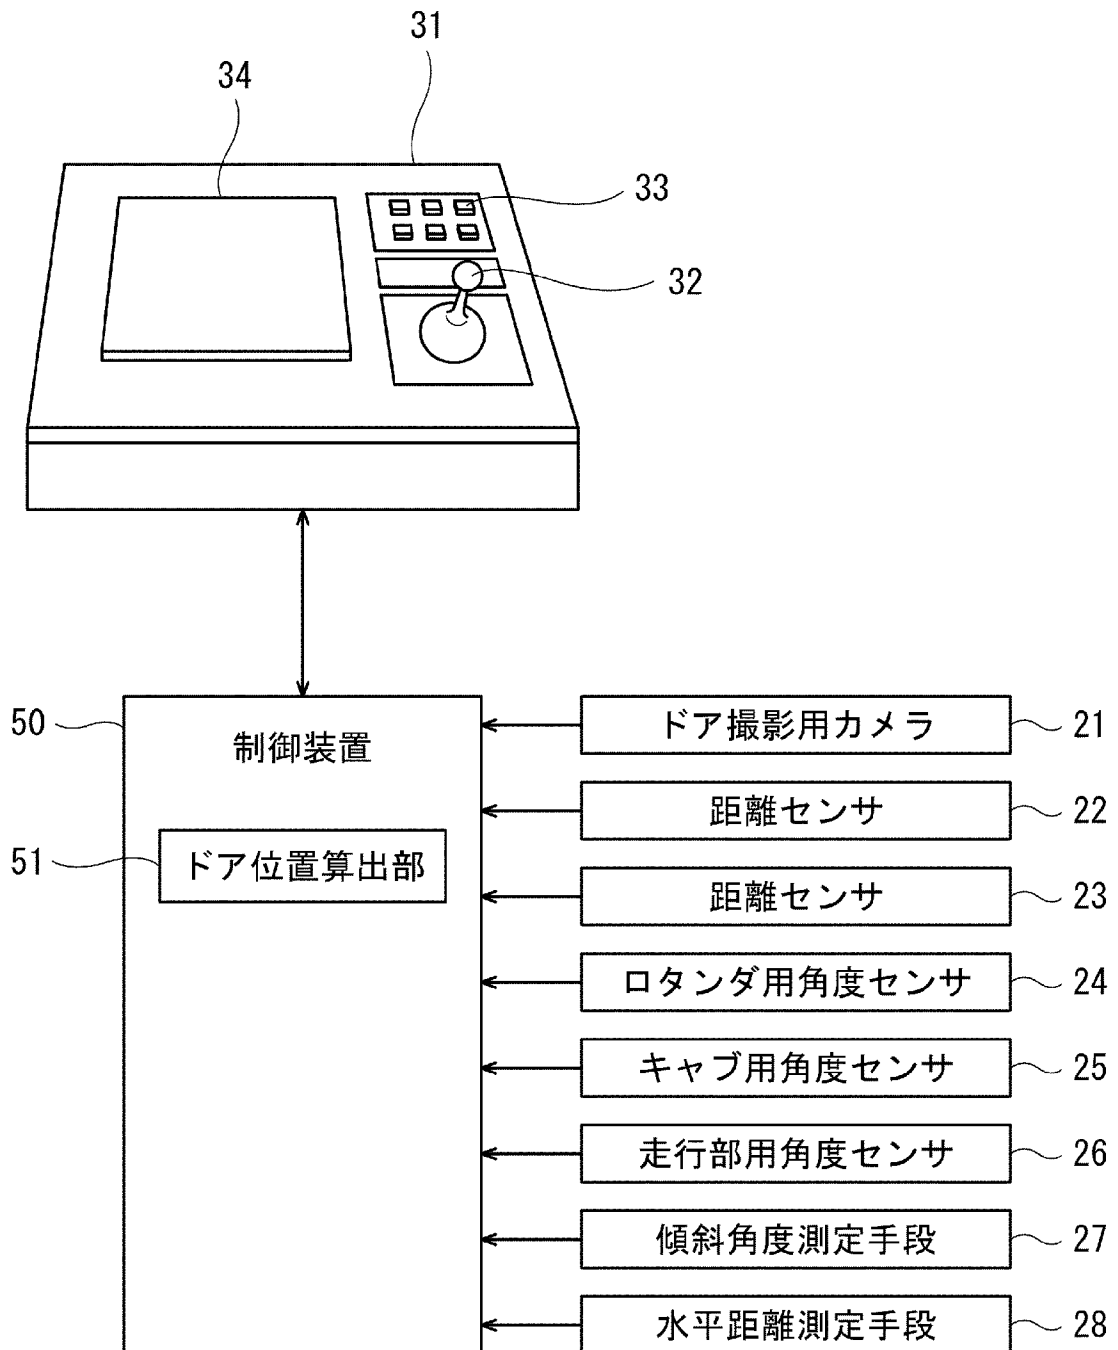 31
34
33
32
50
制御装置
51
ドア位置算出部
ドア撮影用カメラ
21
距離センサ
22
距離センサ
23
ロタンダ用角度センサ
24
キャブ用角度センサ
25
走行部用角度センサ
26
傾斜角度測定手段
27
水平距離測定手段
28